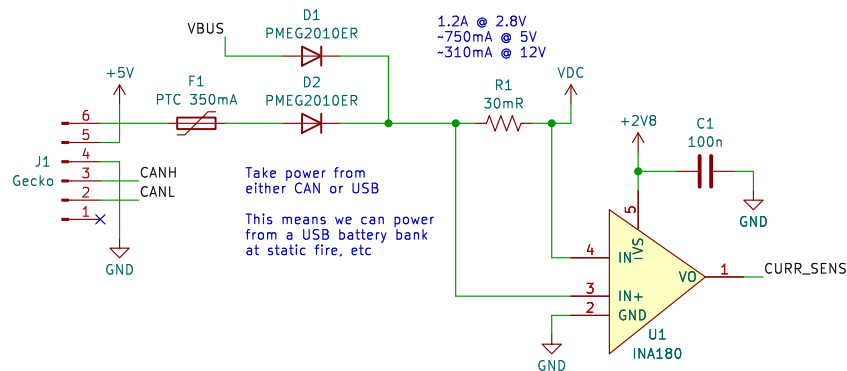 D1
PMEG2010ER
VBUS
1.2A @ 2.8V
~750mA @ 5V
~310mA @ 12V
+5V
F1
PTC 350mA
D2
PMEG2010ER
R1
30mR
VDC
+2V8
C1
100n
6
5
4
3
2
1
J1
Gecko
CANH
CANL
GND
Take power from
either CAN or USB
This means we can power
from a USB battery bank
at static fire, etc
GND
5
VS
4
IN-
3
IN+
2
GND
VO
1
CURR_SENS
GND
U1
INA180